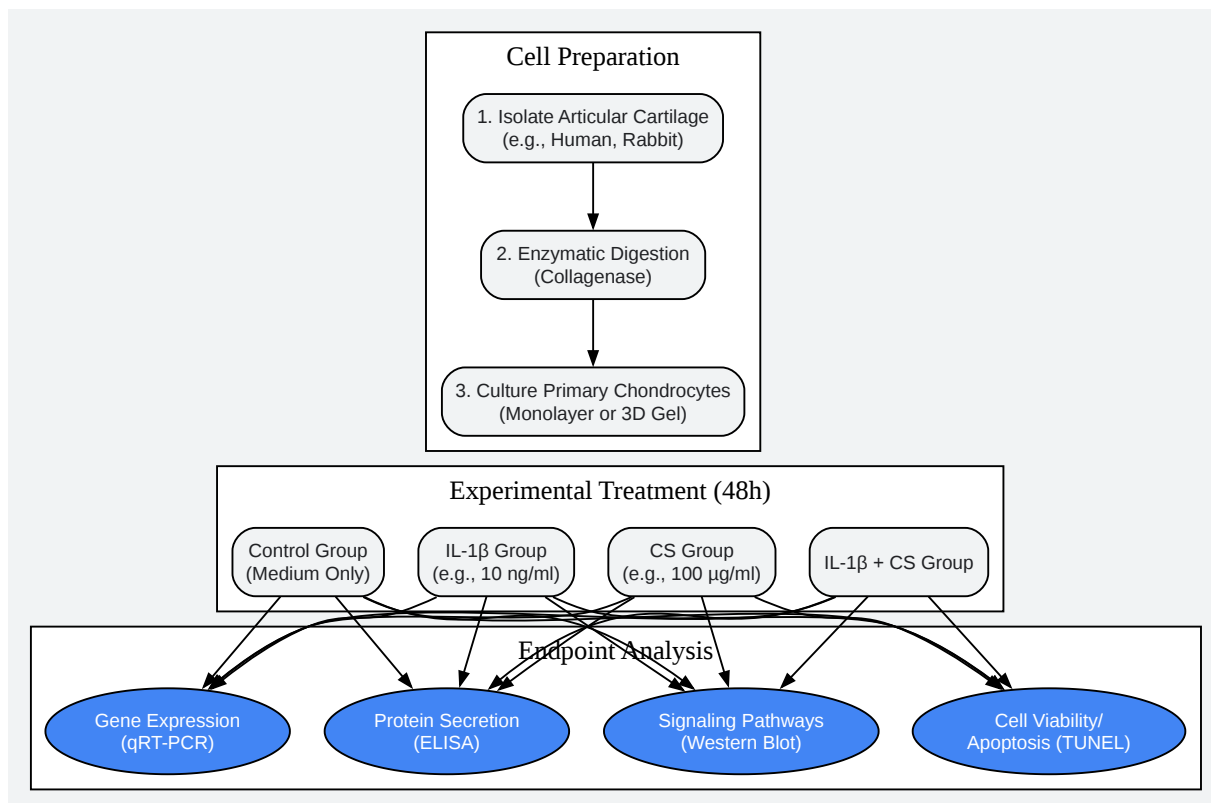 Cell Preparation
1. Isolate Articular Cartilage
(e.g., Human, Rabbit)
2. Enzymatic Digestion
(Collagenase)
3. Culture Primary Chondrocytes
(Monolayer or 3D Gel)
Experimental Treatment (48h)
Control Group
(Medium Only)
IL-1β Group
(e.g., 10 ng/ml)
CS Group
(e.g., 100 µg/ml)
IL-1β + CS Group
Endpoint Analysis
Gene Expression
(qRT-PCR)
Protein Secretion
(ELISA)
Signaling Pathways
(Western Blot)
Cell Viability/
Apoptosis (TUNEL)